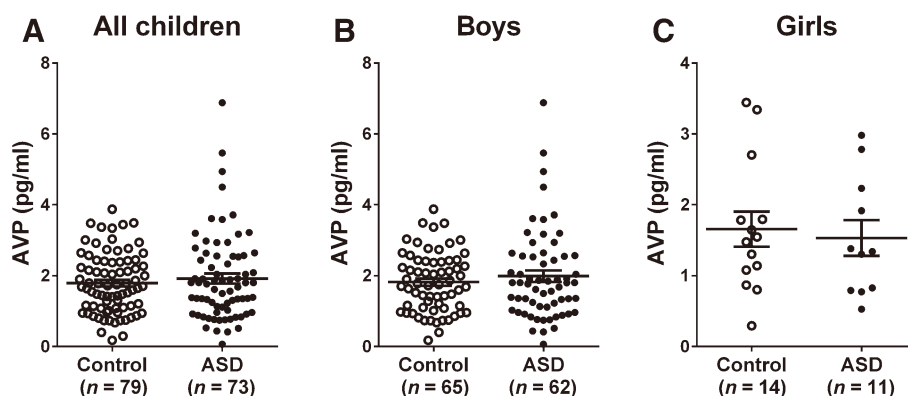 A All children
AVP (pg/ml)
8
6
4
2
0
Control
(n = 79)
ASD
(n = 73)
B Boys
AVP (pg/ml)
8
6
4
2
0
Control
(n = 65)
ASD
(n = 62)
C Girls
AVP (pg/ml)
4
3
2
1
0
Control
(n = 14)
ASD
(n = 11)